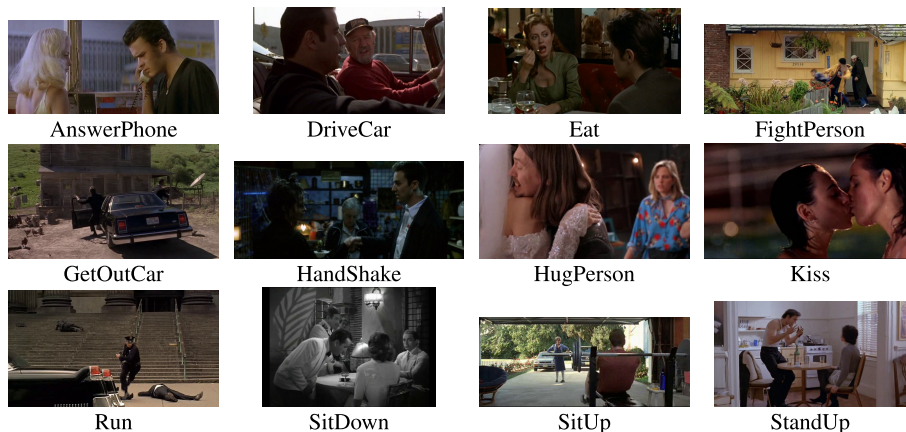 AnswerPhone
DriveCar
Eat
FightPerson
GetOutCar
HandShake
HugPerson
Kiss
Run
SitDown
SitUp
StandUp